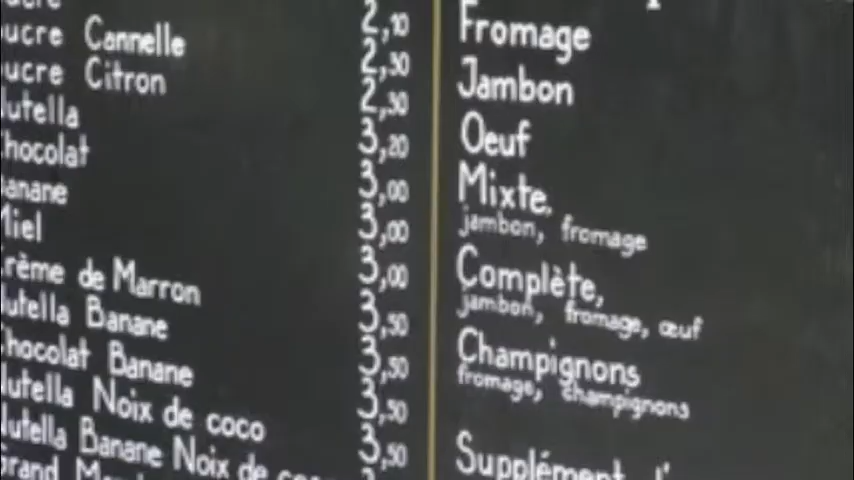 ucre Cannelle
ucre Citron
utella
hocolat
anane
iel
rème de Marron
utella Banane
hocolat Banane
utella Noix de coco
utella Banane Noix de
rand
2,10
2,30
2,30
3,20
3,00
3,00
3,00
3,50
3,50
3,50
3,50
Fromage
Jambon
Oeuf
Mixte,
jambon, fromage
Complète,
jambon, fromage, œuf
Champignons
fromage, champignons
Supplément